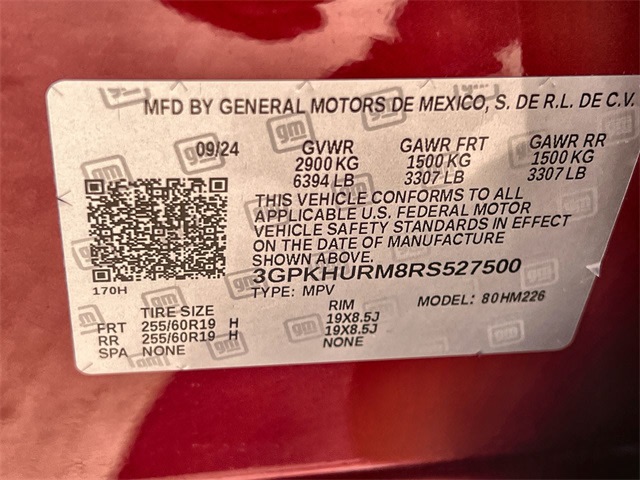 MFD BY GENERAL MOTORS DE MEXICO, S. DE R.L. DE C.V.
09/24 GVWR GAWR FRT GAWR RR
2900 KG 1500 KG 1500 KG
6394 LB 3307 LB 3307 LB
THIS VEHICLE CONFORMS TO ALL
APPLICABLE U.S. FEDERAL MOTOR
VEHICLE SAFETY STANDARDS IN EFFECT
ON THE DATE OF MANUFACTURE
SHOWN ABOVE.
3GPKHURM8RS527500
170H TYPE: MPV MODEL: 80HM226
TIRE SIZE RIM
FRT 255/60R19 H 19X8.5J
RR 255/60R19 H 19X8.5J
SPA NONE NONE
gm